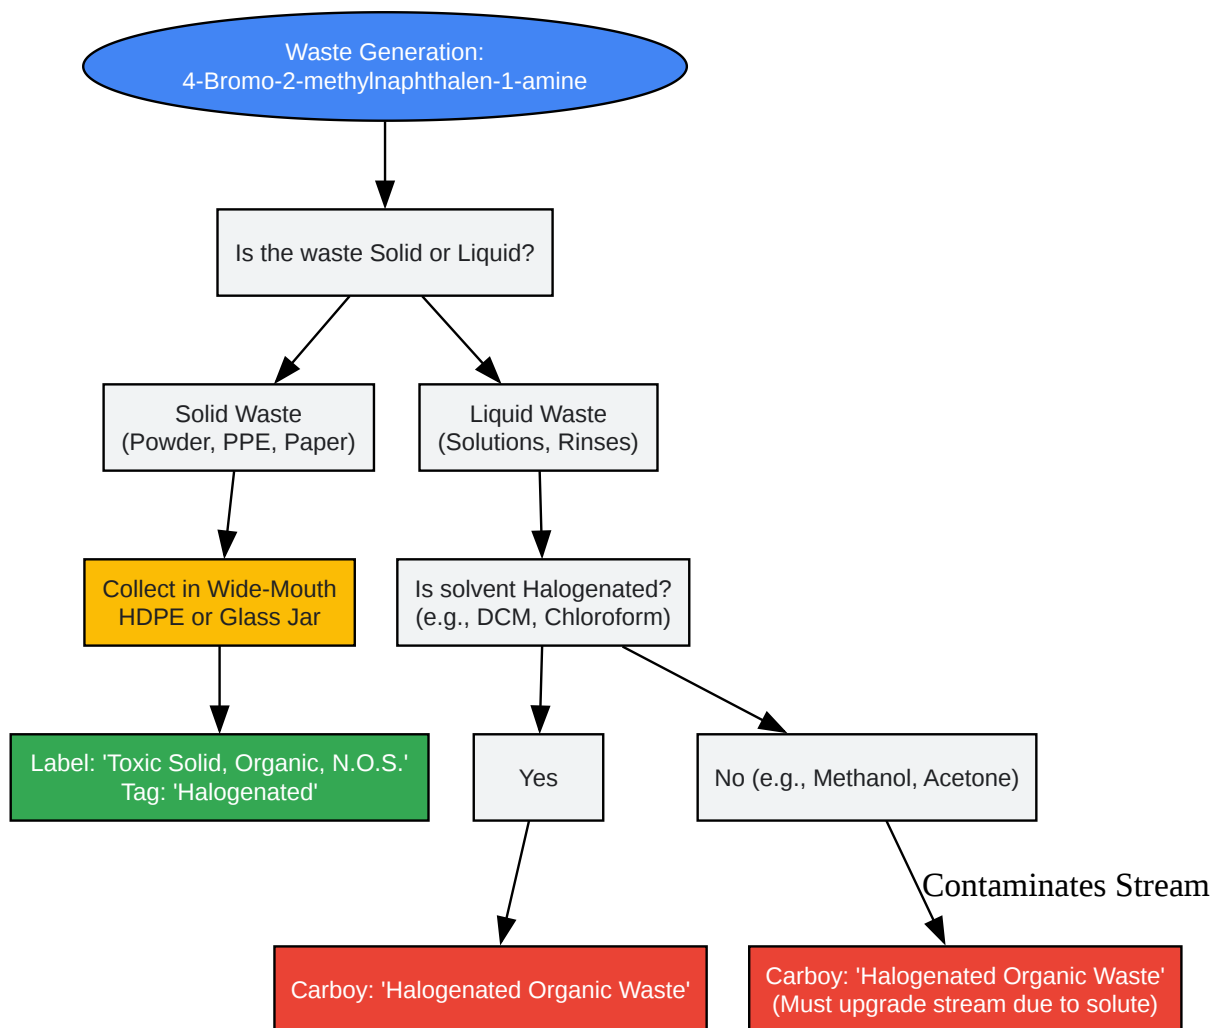 Waste Generation:
4-Bromo-2-methylnaphthalen-1-amine
Is the waste Solid or Liquid?
Solid Waste
(Powder, PPE, Paper)
Liquid Waste
(Solutions, Rinses)
Collect in Wide-Mouth
HDPE or Glass Jar
Is solvent Halogenated?
(e.g., DCM, Chloroform)
Label: 'Toxic Solid, Organic, N.O.S.'
Tag: 'Halogenated'
Yes
No (e.g., Methanol, Acetone)
Contaminates Stream
Carboy: 'Halogenated Organic Waste'
Carboy: 'Halogenated Organic Waste'
(Must upgrade stream due to solute)